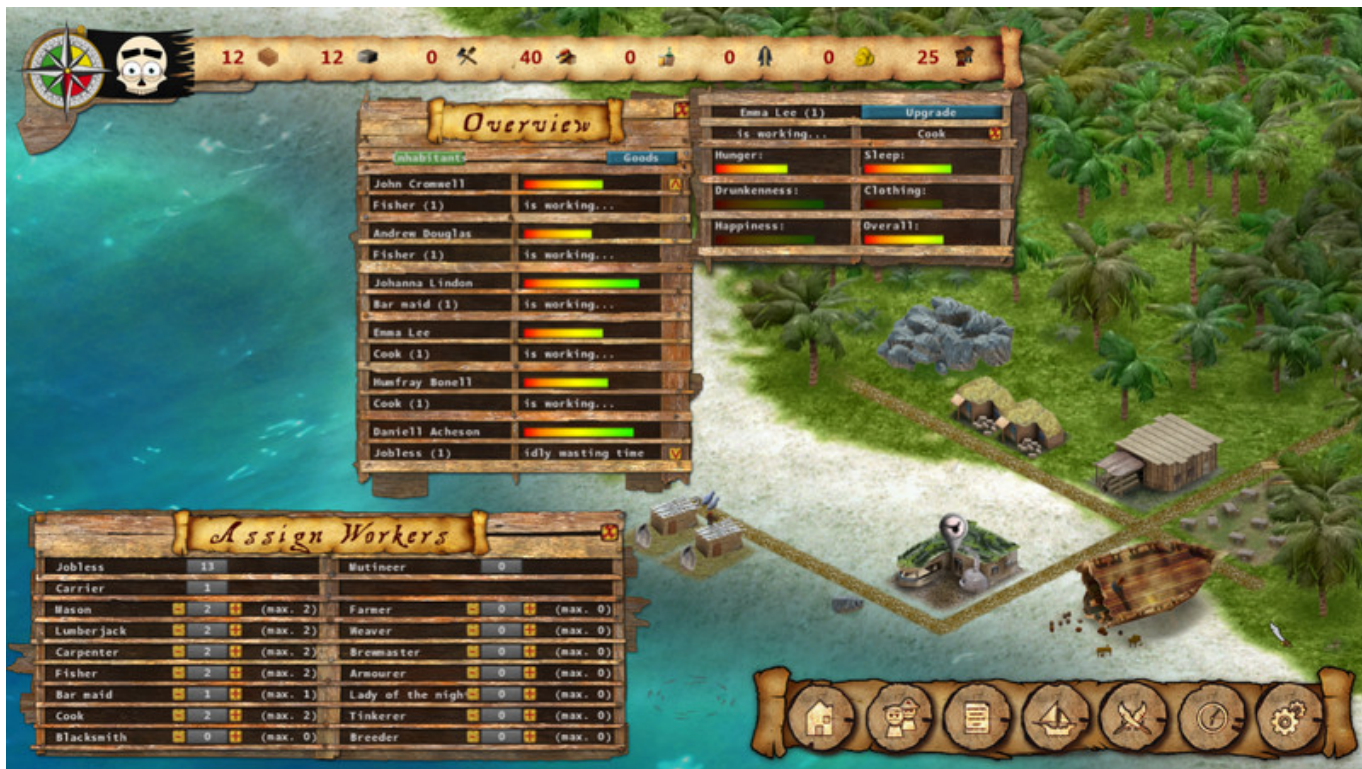 12 12 0 40 0 0 0 25
Overview
Inhabitants Goods
John Cromwell
Fisher (1) is working...
Andrew Douglas
Fisher (1) is working...
Johanna Lindon
Bar maid (1) is working...
Emma Lee
Cook (1) is working...
Humfray Bonell
Cook (1) is working...
Daniell Acheson
Jobless (1) idly wasting time
Emma Lee (1) Upgrade
is working... Cook
Hunger: Sleep:
Drunkenness: Clothing:
Happiness: Overall:
Assign Workers
Jobless 13 Mutineer 0
Carrier 1
Mason - 2 + (max. 2) Farmer - 0 + (max. 0)
Lumberjack - 2 + (max. 2) Weaver - 0 + (max. 0)
Carpenter - 2 + (max. 2) Brewmaster - 0 + (max. 0)
Fisher - 2 + (max. 2) Armourer - 0 + (max. 0)
Bar maid - 1 + (max. 1) Lady of the nigh - 0 + (max. 0)
Cook - 2 + (max. 2) Tinkerer - 0 + (max. 0)
Blacksmith - 0 + (max. 0) Breeder - 0 + (max. 0)